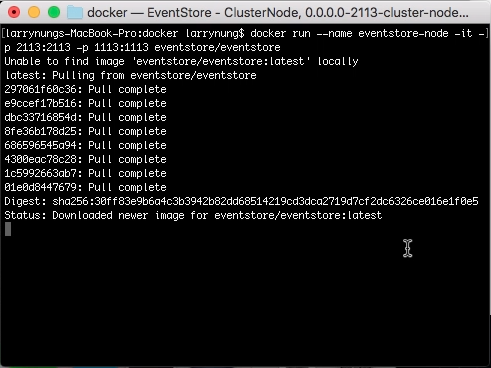 docker — EventStore - ClusterNode, 0.0.0.0-2113-cluster-node...
[larrynungs-MacBook-Pro:docker larrynung$ docker run --name eventstore-node -it -]
p 2113:2113 -p 1113:1113 eventstore/eventstore
Unable to find image 'eventstore/eventstore:latest' locally
latest: Pulling from eventstore/eventstore
297061f60c36: Pull complete
e9ccef17b516: Pull complete
dbc33716854d: Pull complete
8fe36b178d25: Pull complete
686596545a94: Pull complete
4300eac78c28: Pull complete
1c5992663ab7: Pull complete
01e0d8447679: Pull complete
Digest: sha256:30ff83e9b6a4c3b3942b82dd68514219cd3dca2719d7cf2dc6326ce016e1f0e5
Status: Downloaded newer image for eventstore/eventstore:latest